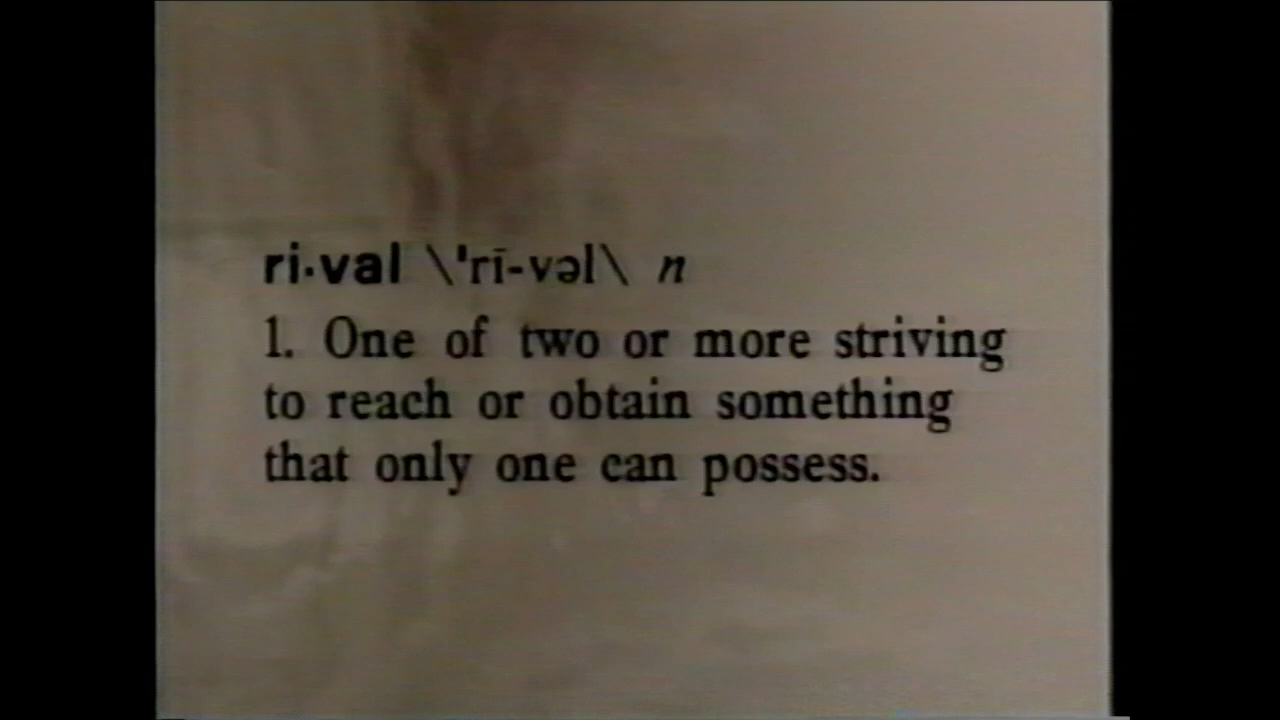 ri·val \'rī-vəl\ n
1. One of two or more striving
to reach or obtain something
that only one can possess.